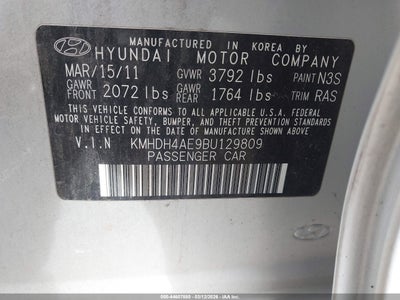 MANUFACTURED IN KOREA BY
HYUNDAI MOTOR COMPANY
MAR/15/11 GVWR 3792 lbs PAINT N3S
GAWR FRONT 2072 lbs GAWR REAR 1764 lbs TRIM RAS
THIS VEHICLE CONFORMS TO ALL APPLICABLE U.S. FEDERAL
MOTOR VEHICLE SAFETY, BUMPER, AND THEFT PREVENTION
STANDARDS IN EFFECT ON THE DATE OF MANUFACTURE
SHOWN ABOVE.
V.I.N KMHDH4AE9BU129809
PASSENGER CAR